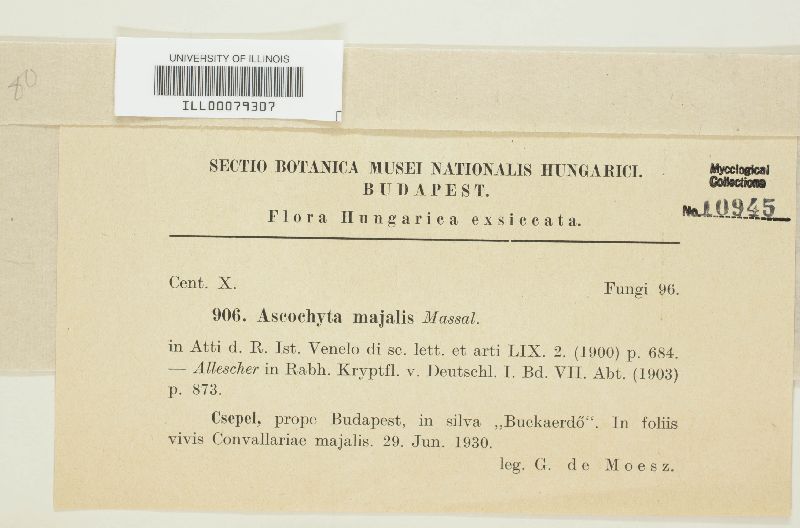 80
UNIVERSITY OF ILLINOIS
ILL00079307
SECTIO BOTANICA MUSEI NATIONALIS HUNGARICI.
BUDAPEST.
Flora Hungarica exsiccata.
Mycological
Collections
No. 10945
Cent. X.
Fungi 96.
906. Ascochyta majalis Massal.
in Atti d. R. Ist. Venelo di sc. lett. et arti LIX. 2. (1900) p. 684.
— Allescher in Rabh. Kryptfl. v. Deutschl. I. Bd. VII. Abt. (1903)
p. 873.
Csepel, prope Budapest, in silva „Buckaerdő“. In foliis
vivis Convallariae majalis. 29. Jun. 1930.
leg. G. de Moesz.